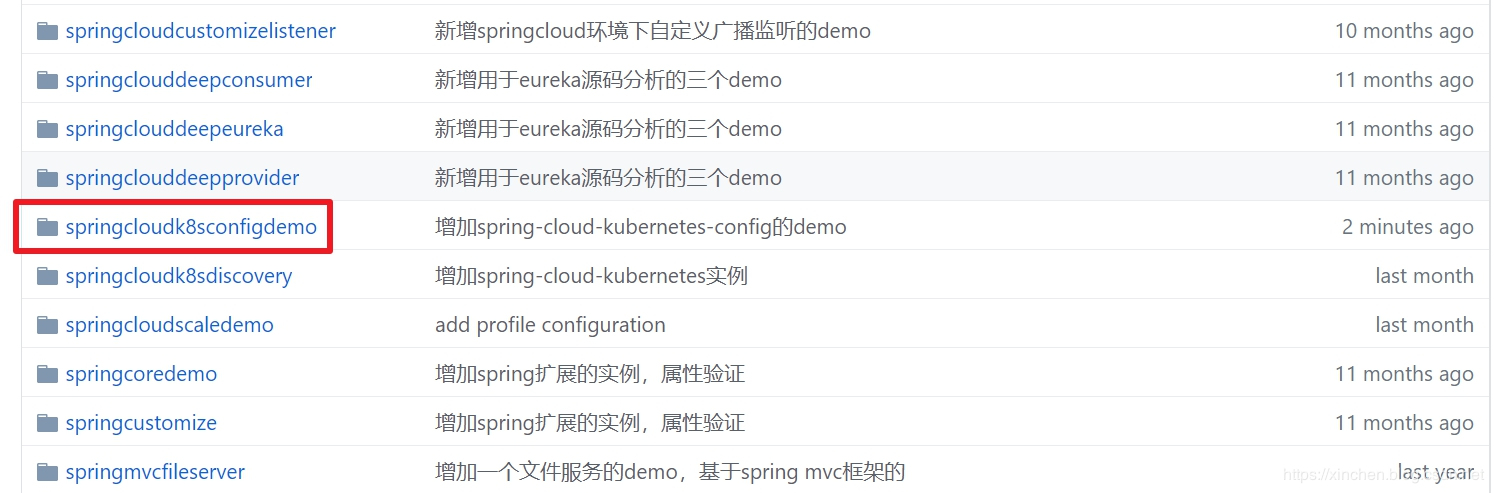 springcloudcustomizelistener 新增springcloud环境下自定义广播监听的demo 10 months ago
springclouddeepconsumer 新增用于eureka源码分析的三个demo 11 months ago
springclouddeepeureka 新增用于eureka源码分析的三个demo 11 months ago
springclouddeepprovider 新增用于eureka源码分析的三个demo 11 months ago
springcloudk8sconfigdemo 增加spring-cloud-kubernetes-config的demo 2 minutes ago
springcloudk8sdiscovery 增加spring-cloud-kubernetes实例 last month
springcloudscaledemo add profile configuration last month
springcoredemo 增加spring扩展的实例，属性验证 11 months ago
springcustomize 增加spring扩展的实例，属性验证 11 months ago
springmvcfileserver 增加一个文件服务的demo，基于spring mvc框架的 last year